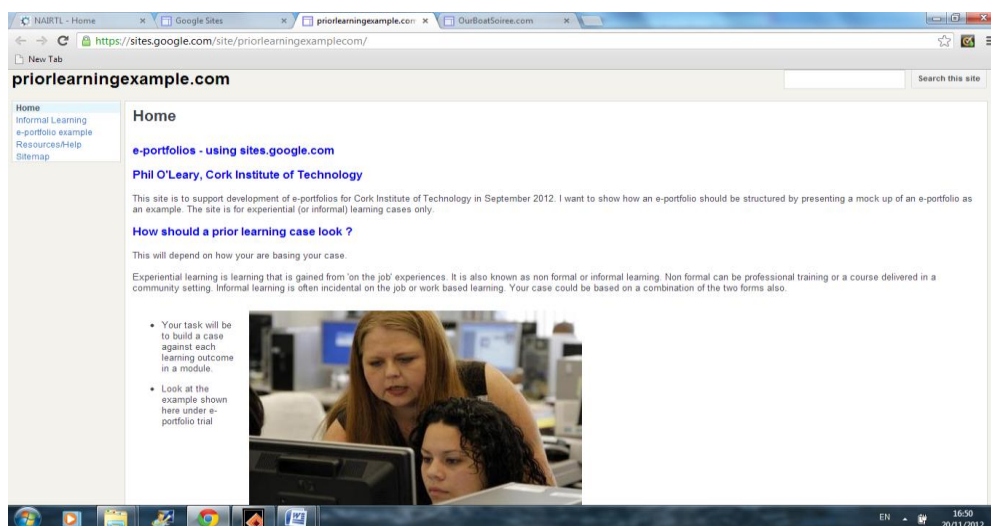 NAIRTL - Home
Google Sites
priorlearningexample.com
OurBoatSoiree.com
https://sites.google.com/site/priorlearningexamplecom/
New Tab
priorlearningexample.com
Search this site
Home
Informal Learning
e-portfolio example
Resources/Help
Sitemap
Home
e-portfolios - using sites.google.com
Phil O'Leary, Cork Institute of Technology
This site is to support development of e-portfolios for Cork Institute of Technology in September 2012. I want to show how an e-portfolio should be structured by presenting a mock up of an e-portfolio as
an example. The site is for experiential (or informal) learning cases only.
How should a prior learning case look ?
This will depend on how your are basing your case.
Experiential learning is learning that is gained from 'on the job' experiences. It is also known as non formal or informal learning. Non formal can be professional training or a course delivered in a
community setting. Informal learning is often incidental on the job or work based learning. Your case could be based on a combination of the two forms also.
• Your task will be
to build a case
against each
learning outcome
in a module.
• Look at the
example shown
here under e-
portfolio trial
EN
16:50
20/11/2012